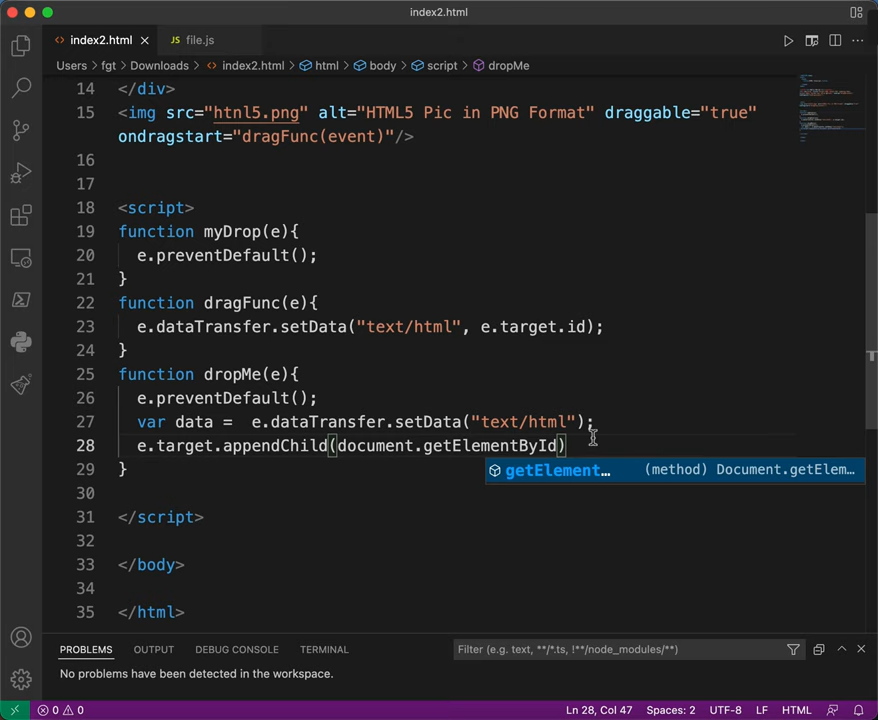 index2.html
index2.html
JS file.js
Users > fgt > Downloads > index2.html > html > body > script > dropMe
14 </div>
15 <img src="htnl5.png" alt="HTML5 Pic in PNG Format" draggable="true"
ondragstart="dragFunc(event)"/>
16
17
18 <script>
19 function myDrop(e){
20 e.preventDefault();
21 }
22 function dragFunc(e){
23 e.dataTransfer.setData("text/html", e.target.id);
24 }
25 function dropMe(e){
26 e.preventDefault();
27 var data =  e.dataTransfer.setData("text/html");
28 e.target.appendChild(document.getElementById)
29 }
getElement… (method) Document.getElem…
30
31 </script>
32
33 </body>
34
35 </html>
PROBLEMS OUTPUT DEBUG CONSOLE TERMINAL Filter (e.g. text, **/*.ts, !**/node_modules/**)
No problems have been detected in the workspace.
0 0 Ln 28, Col 47 Spaces: 2 UTF-8 LF HTML